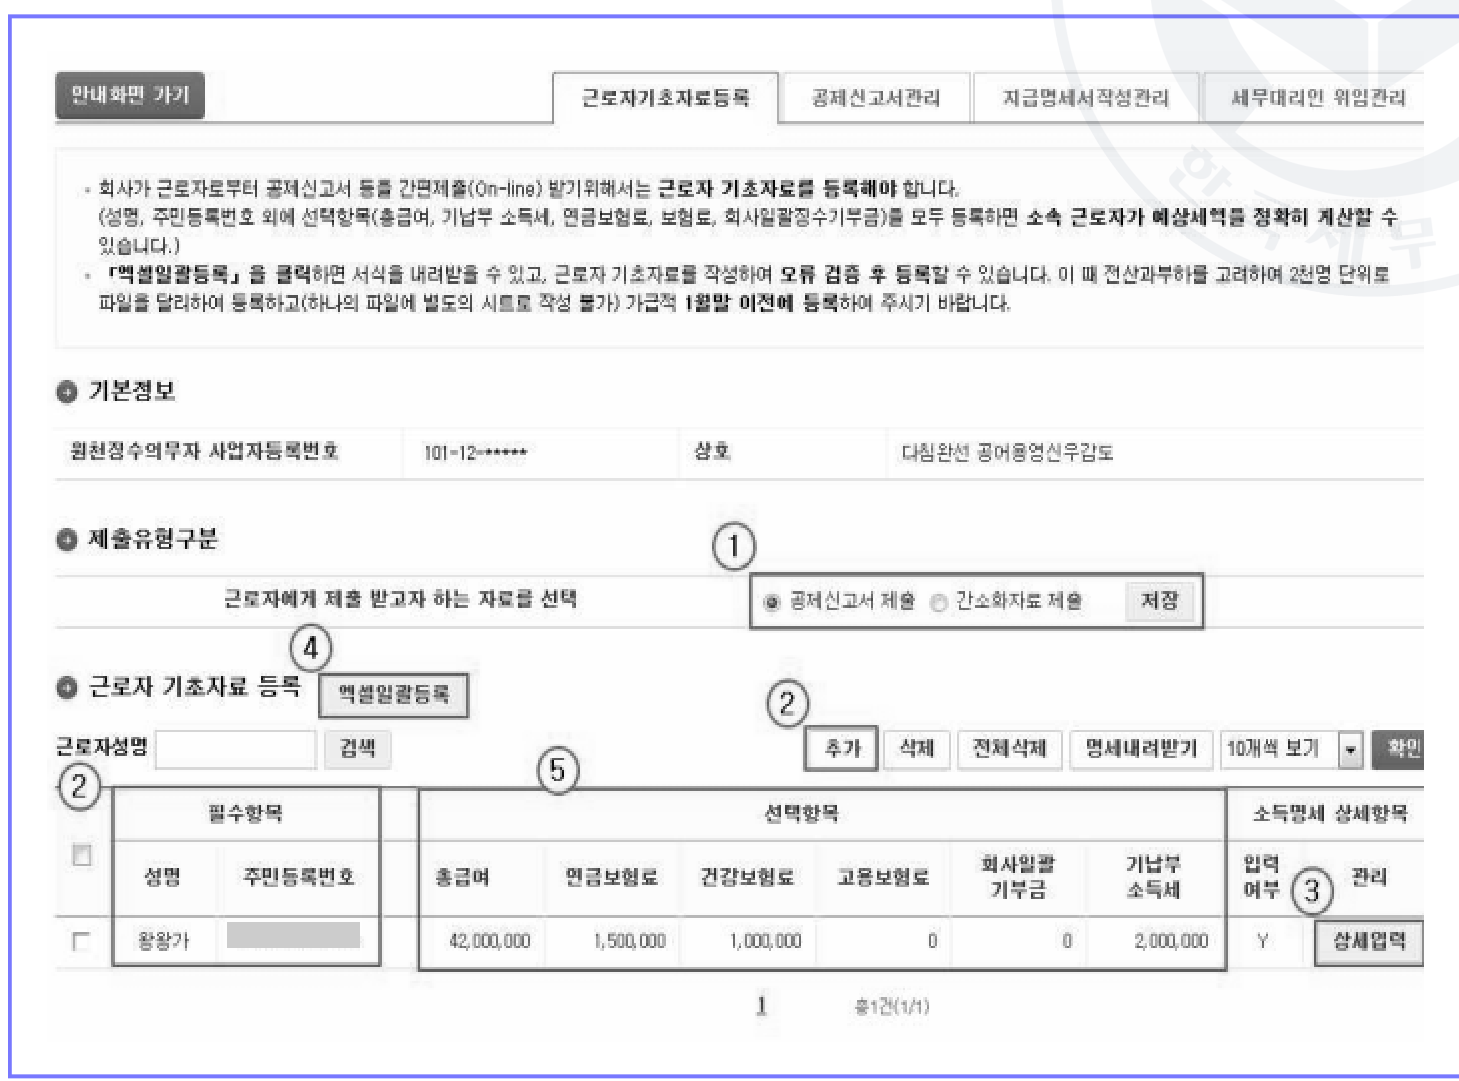 안내화면 가기
근로자기초자료등록 공제신고서관리 지급명세서작성관리 세무대리인 위임관리
회사가 근로자로부터 공제신고서 등을 간편제출(On-line) 받기위해서는 근로자 기초자료를 등록해야 합니다.
(성명, 주민등록번호 외에 선택항목(총급여, 기납부 소득세, 연금보험료, 보험료, 회사일괄징수기부금)를 모두 등록하면 소속 근로자가 예상세액을 정확히 계산할 수
있습니다.)
「엑셀일괄등록」을 클릭하면 서식을 내려받을 수 있고, 근로자 기초자료를 작성하여 오류 검증 후 등록할 수 있습니다. 이 때 전산과부하를 고려하여 2천명 단위로
파일을 달리하여 등록하고(하나의 파일에 별도의 시트로 작성 불가) 가급적 1월말 이전에 등록하여 주시기 바랍니다.
기본정보
원천징수의무자 사업자등록번호 101-12-***** 상호 다침완선 공어용영신우감도
제출유형구분
①
근로자에게 제출 받고자 하는 자료를 선택 공제신고서 제출 간소화자료 제출 저장
④
근로자 기초자료 등록 엑셀일괄등록
②
근로자성명 검색 추가 삭제 전체삭제 명세내려받기 10개씩 보기 확인
② ⑤
필수항목 선택항목 소득명세 상세항목
성명 주민등록번호 총급여 연금보험료 건강보험료 고용보험료 회사일괄 기부금 기납부 소득세 입력 여부 ③ 관리
왕왕가 42,000,000 1,500,000 1,000,000 0 0 2,000,000 Y 상세입력
1 총1건(1/1)
한국세무